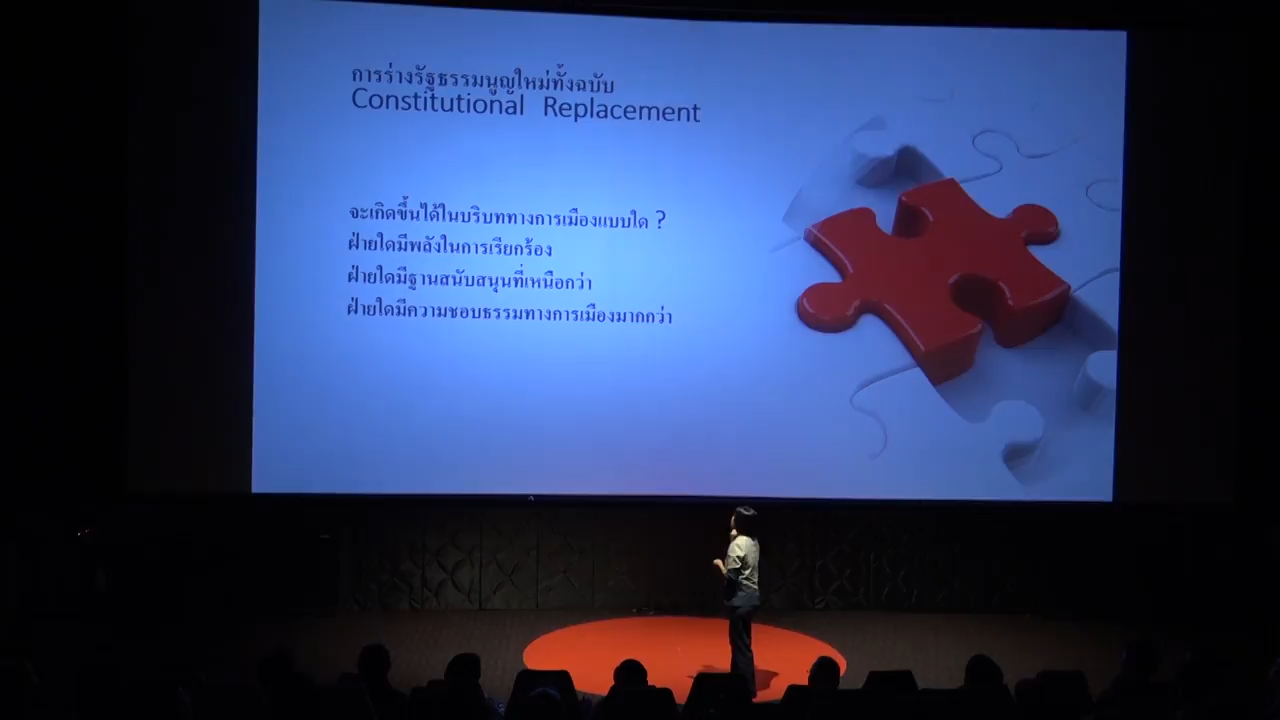 การร่างรัฐธรรมนูญใหม่ทั้งฉบับ
Constitutional Replacement
จะเกิดขึ้นได้ในบริบททางการเมืองแบบใด ?
ฝ่ายใดมีพลังในการเรียกร้อง
ฝ่ายใดมีฐานสนับสนุนที่เหนือกว่า
ฝ่ายใดมีความชอบธรรมทางการเมืองมากกว่า